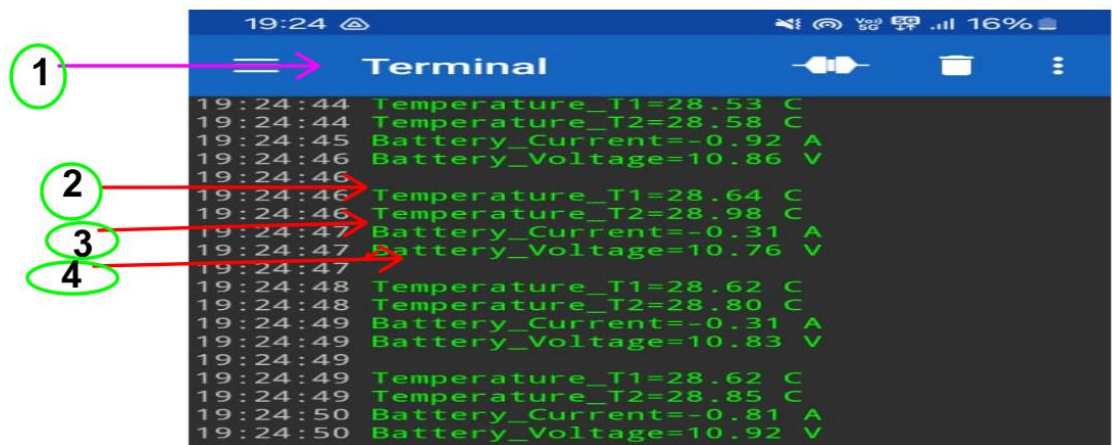 19:24 Vo)) 5G 5G 16%
1 Terminal
19:24:44 Temperature_T1=28.53 C
19:24:44 Temperature_T2=28.58 C
19:24:45 Battery_Current=-0.92 A
19:24:46 Battery_Voltage=10.86 V
19:24:46
2
19:24:46 Temperature_T1=28.64 C
19:24:46 Temperature_T2=28.98 C
3
19:24:47 Battery_Current=-0.31 A
19:24:47 Battery_Voltage=10.76 V
4
19:24:47
19:24:48 Temperature_T1=28.62 C
19:24:48 Temperature_T2=28.80 C
19:24:49 Battery_Current=-0.31 A
19:24:49 Battery_Voltage=10.83 V
19:24:49
19:24:49 Temperature_T1=28.62 C
19:24:49 Temperature_T2=28.85 C
19:24:50 Battery_Current=-0.81 A
19:24:50 Battery_Voltage=10.92 V